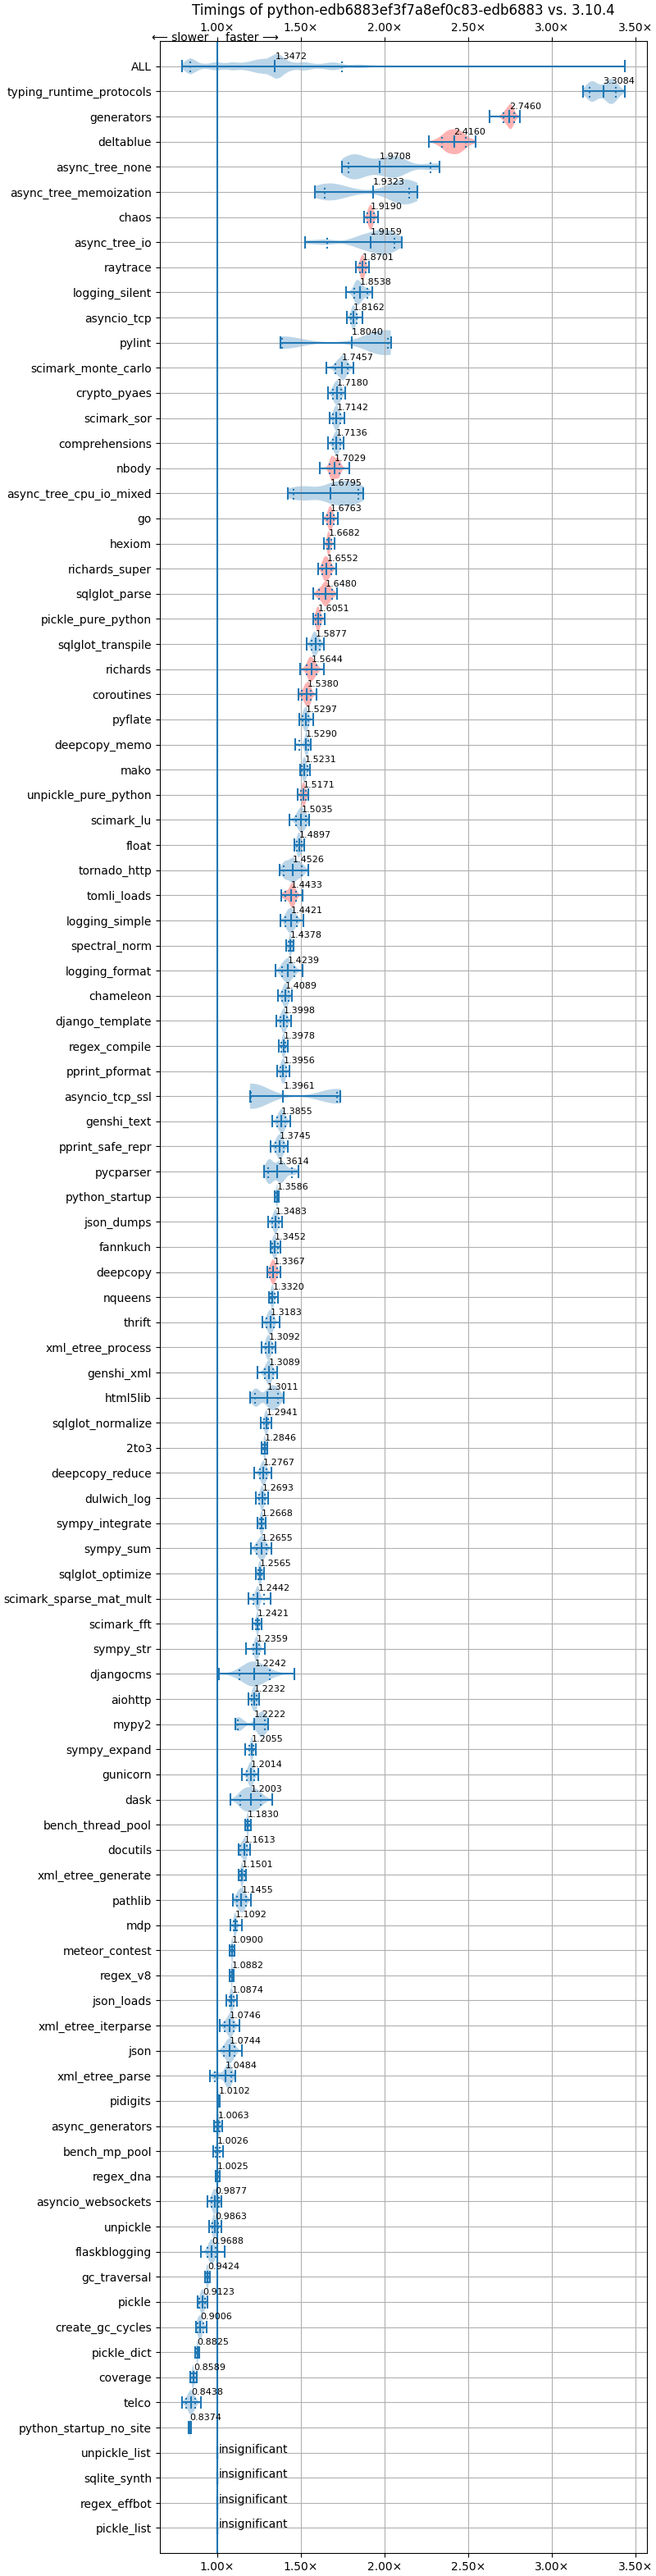 Timings of python-edb6883ef3f7a8ef0c83-edb6883 vs. 3.10.4
1.00× 1.50× 2.00× 2.50× 3.00× 3.50×
⟵ slower faster ⟶
ALL 1.3472
typing_runtime_protocols 3.3084
generators 2.7460
deltablue 2.4160
async_tree_none 1.9708
async_tree_memoization 1.9323
chaos 1.9190
async_tree_io 1.9159
raytrace 1.8701
logging_silent 1.8538
asyncio_tcp 1.8162
pylint 1.8040
scimark_monte_carlo 1.7457
crypto_pyaes 1.7180
scimark_sor 1.7142
comprehensions 1.7136
nbody 1.7029
async_tree_cpu_io_mixed 1.6795
go 1.6763
hexiom 1.6682
richards_super 1.6552
sqlglot_parse 1.6480
pickle_pure_python 1.6051
sqlglot_transpile 1.5877
richards 1.5644
coroutines 1.5380
pyflate 1.5297
deepcopy_memo 1.5290
mako 1.5231
unpickle_pure_python 1.5171
scimark_lu 1.5035
float 1.4897
tornado_http 1.4526
tomli_loads 1.4433
logging_simple 1.4421
spectral_norm 1.4378
logging_format 1.4239
chameleon 1.4089
django_template 1.3998
regex_compile 1.3978
pprint_pformat 1.3956
asyncio_tcp_ssl 1.3961
genshi_text 1.3855
pprint_safe_repr 1.3745
pycparser 1.3614
python_startup 1.3586
json_dumps 1.3483
fannkuch 1.3452
deepcopy 1.3367
nqueens 1.3320
thrift 1.3183
xml_etree_process 1.3092
genshi_xml 1.3089
html5lib 1.3011
sqlglot_normalize 1.2941
2to3 1.2846
deepcopy_reduce 1.2767
dulwich_log 1.2693
sympy_integrate 1.2668
sympy_sum 1.2655
sqlglot_optimize 1.2565
scimark_sparse_mat_mult 1.2442
scimark_fft 1.2421
sympy_str 1.2359
djangocms 1.2242
aiohttp 1.2232
mypy2 1.2222
sympy_expand 1.2055
gunicorn 1.2014
dask 1.2003
bench_thread_pool 1.1830
docutils 1.1613
xml_etree_generate 1.1501
pathlib 1.1455
mdp 1.1092
meteor_contest 1.0900
regex_v8 1.0882
json_loads 1.0874
xml_etree_iterparse 1.0746
json 1.0744
xml_etree_parse 1.0484
pidigits 1.0102
async_generators 1.0063
bench_mp_pool 1.0026
regex_dna 1.0025
asyncio_websockets 0.9877
unpickle 0.9863
flaskblogging 0.9688
gc_traversal 0.9424
pickle 0.9123
create_gc_cycles 0.9006
pickle_dict 0.8825
coverage 0.8589
telco 0.8438
python_startup_no_site 0.8374
unpickle_list insignificant
sqlite_synth insignificant
regex_effbot insignificant
pickle_list insignificant
1.00× 1.50× 2.00× 2.50× 3.00× 3.50×